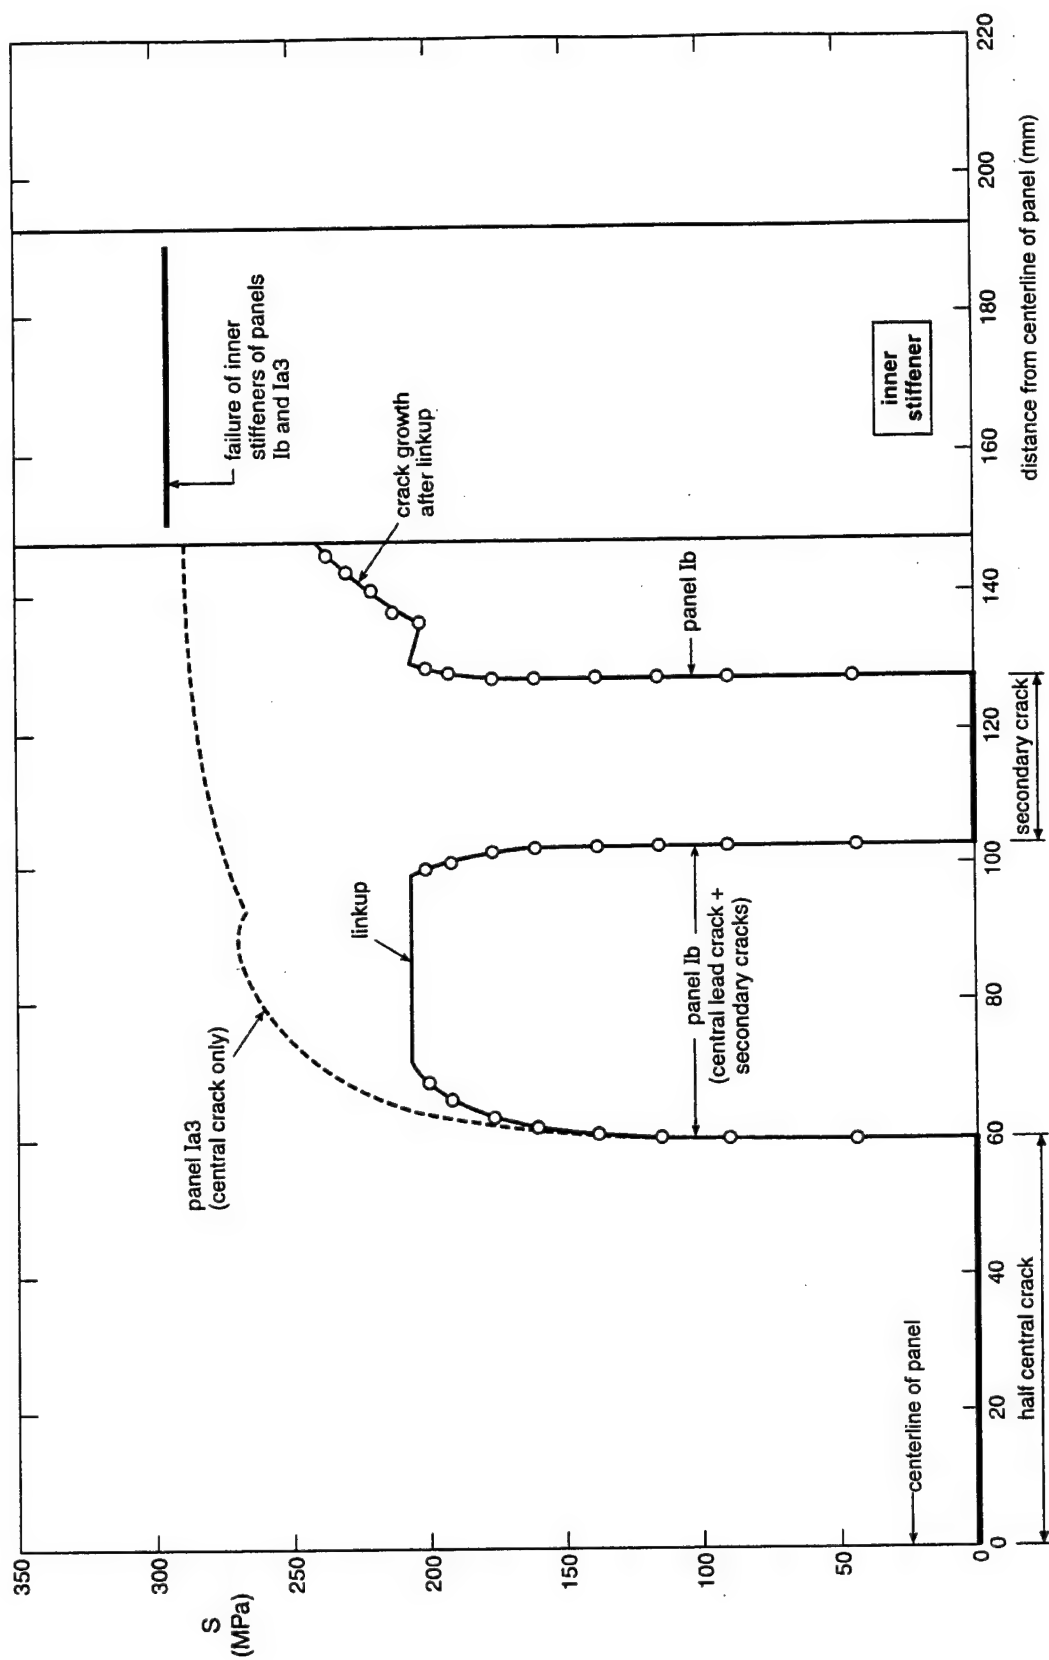 S
(MPa)
350
300
250
200
150
100
50
0
failure of inner
stiffeners of panels
Ib and Ia3
crack growth
after linkup
panel Ia3
(central crack only)
linkup
panel Ib
panel Ib
(central lead crack +
secondary cracks)
inner
stiffener
centerline of panel
0
20
40
60
80
100
120
140
160
180
200
220
half central crack
secondary crack
distance from centerline of panel (mm)